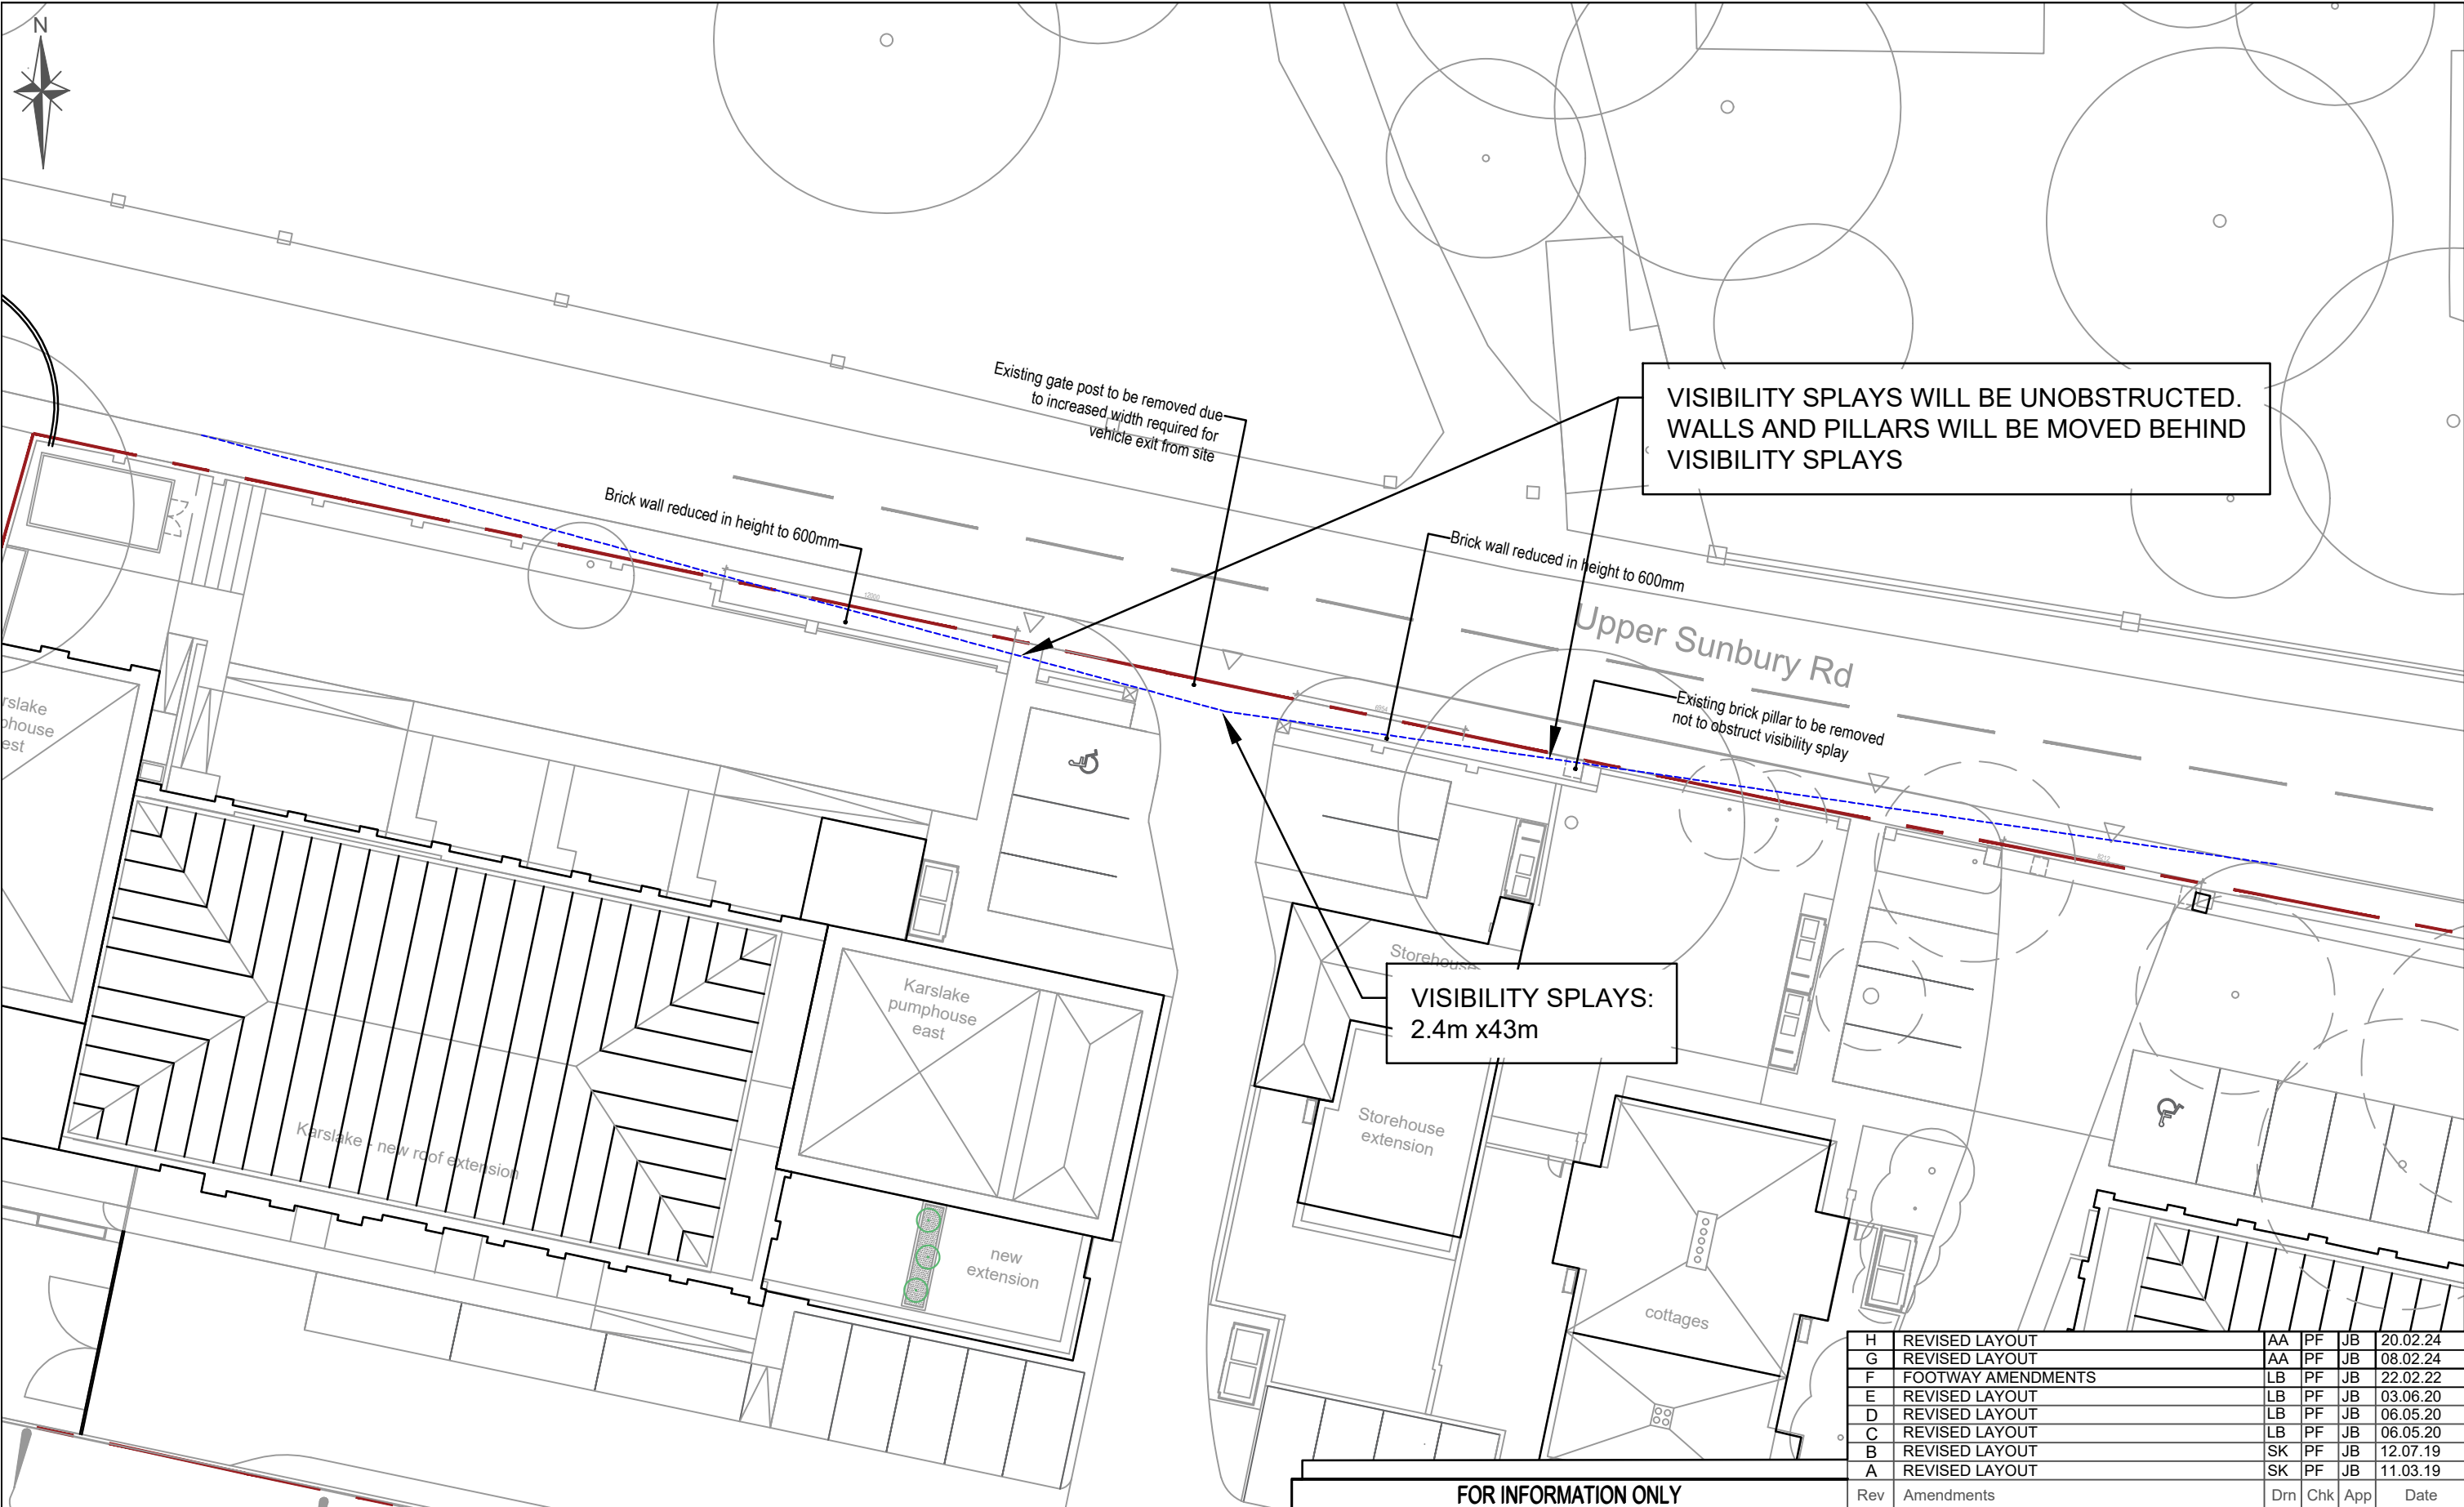 N
Existing gate post to be removed due
to increased width required for
vehicle exit from site
VISIBILITY SPLAYS WILL BE UNOBSTRUCTED.
WALLS AND PILLARS WILL BE MOVED BEHIND
VISIBILITY SPLAYS
Brick wall reduced in height to 600mm
Brick wall reduced in height to 600mm
Upper Sunbury Rd
Existing brick pillar to be removed
not to obstruct visibility splay
VISIBILITY SPLAYS:
2.4m x43m
Karslake
pumphouse
east
Karslake - new roof extension
new
extension
Storehouse
extension
cottages
H REVISED LAYOUT AA PF JB 20.02.24
G REVISED LAYOUT AA PF JB 08.02.24
F FOOTWAY AMENDMENTS LB PF JB 22.02.22
E REVISED LAYOUT LB PF JB 03.06.20
D REVISED LAYOUT LB PF JB 06.05.20
C REVISED LAYOUT LB PF JB 06.05.20
B REVISED LAYOUT SK PF JB 12.07.19
A REVISED LAYOUT SK PF JB 11.03.19
Rev Amendments Drn Chk App Date
FOR INFORMATION ONLY